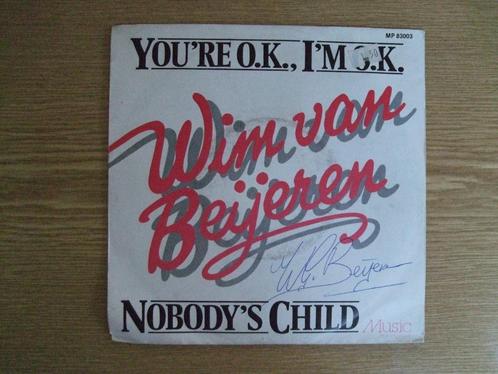 MP 83003
YOU'RE O.K., I'M O.K.
Wim van
Beijeren
NOBODY'S CHILD
Music